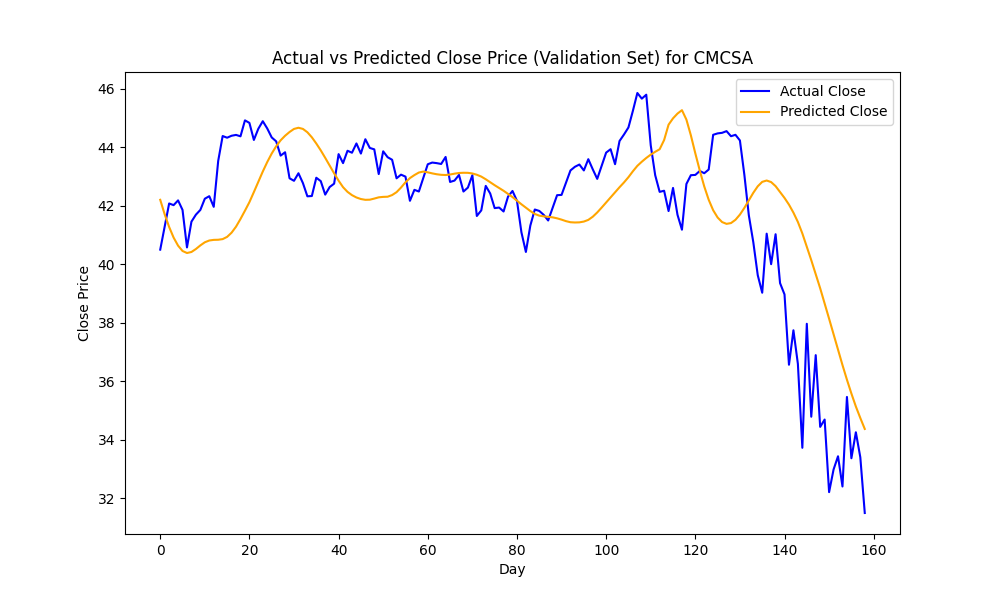 Actual vs Predicted Close Price (Validation Set) for CMCSA
Actual Close
Predicted Close
Close Price
46
44
42
40
38
36
34
32
0 20 40 60 80 100 120 140 160
Day